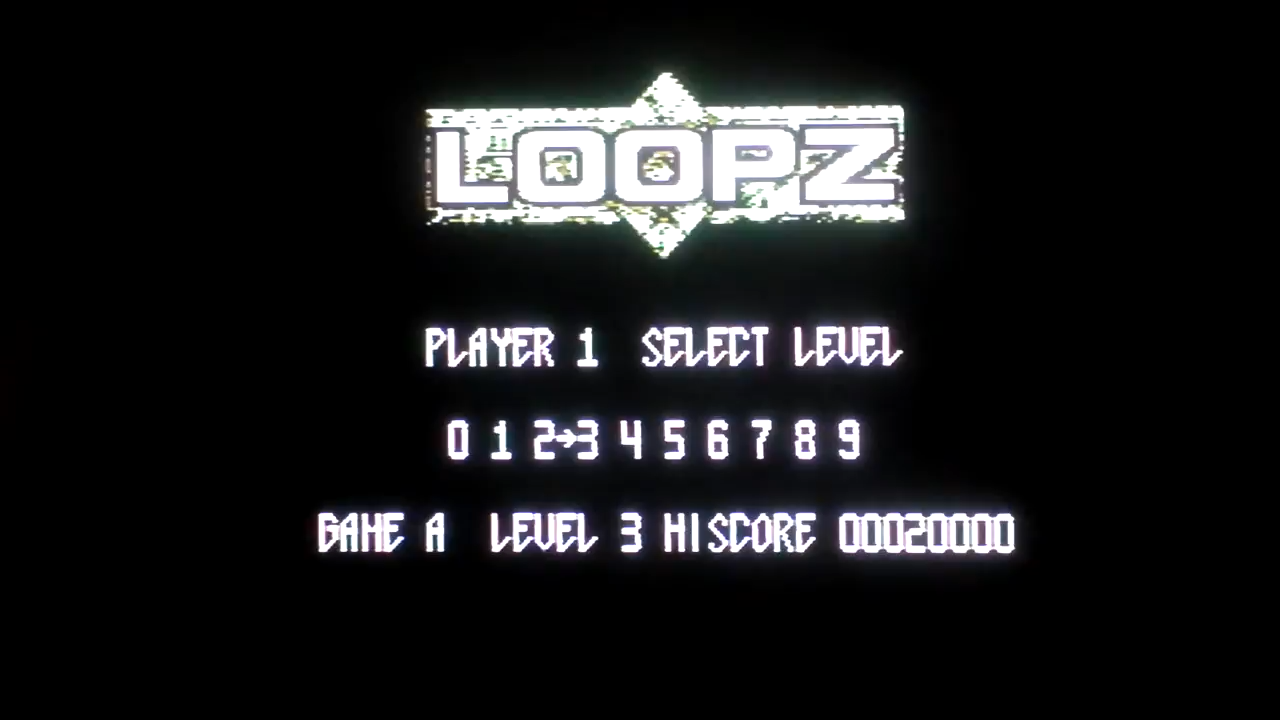 LOOPZ
PLAYER 1 SELECT LEVEL
0 1 2→3 4 5 6 7 8 9
GAME A LEVEL 3 HISCORE 00020000